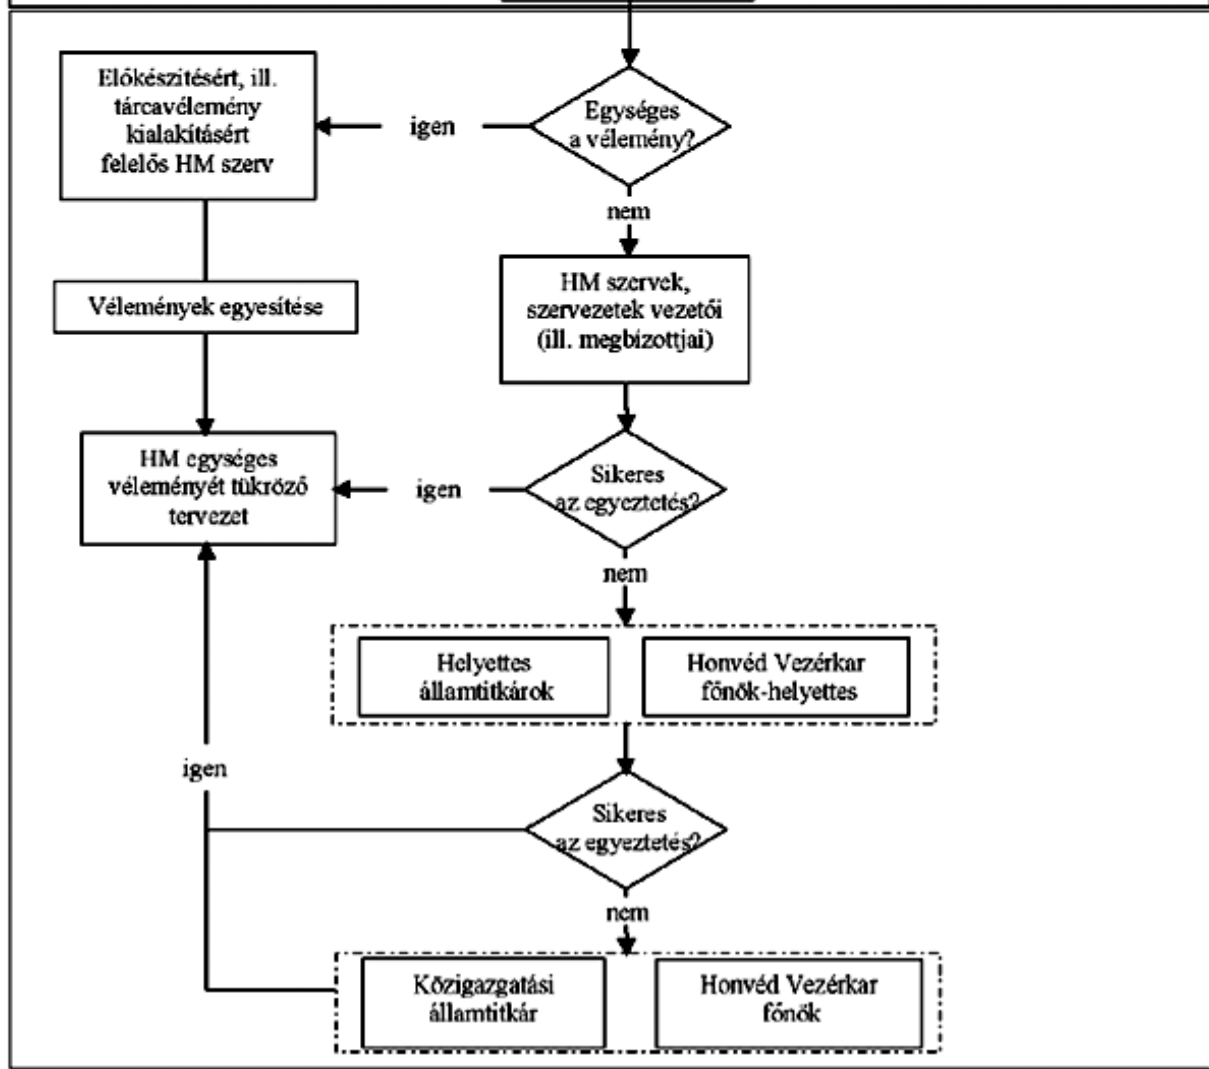 Előkészítésért, ill.
tárcavélemény
kialakításért
felelős HM szerv
igen
Egységes
a vélemény?
nem
Vélemények egyesítése
HM szervek,
szervezetek vezetői
(ill. megbízottjai)
HM egységes
véleményét tükröző
tervezet
igen
Sikeres
az egyeztetés?
nem
Helyettes
államtitkárok
Honvéd Vezérkar
főnök-helyettes
igen
Sikeres
az egyeztetés?
nem
Közigazgatási
államtitkár
Honvéd Vezérkar
főnök